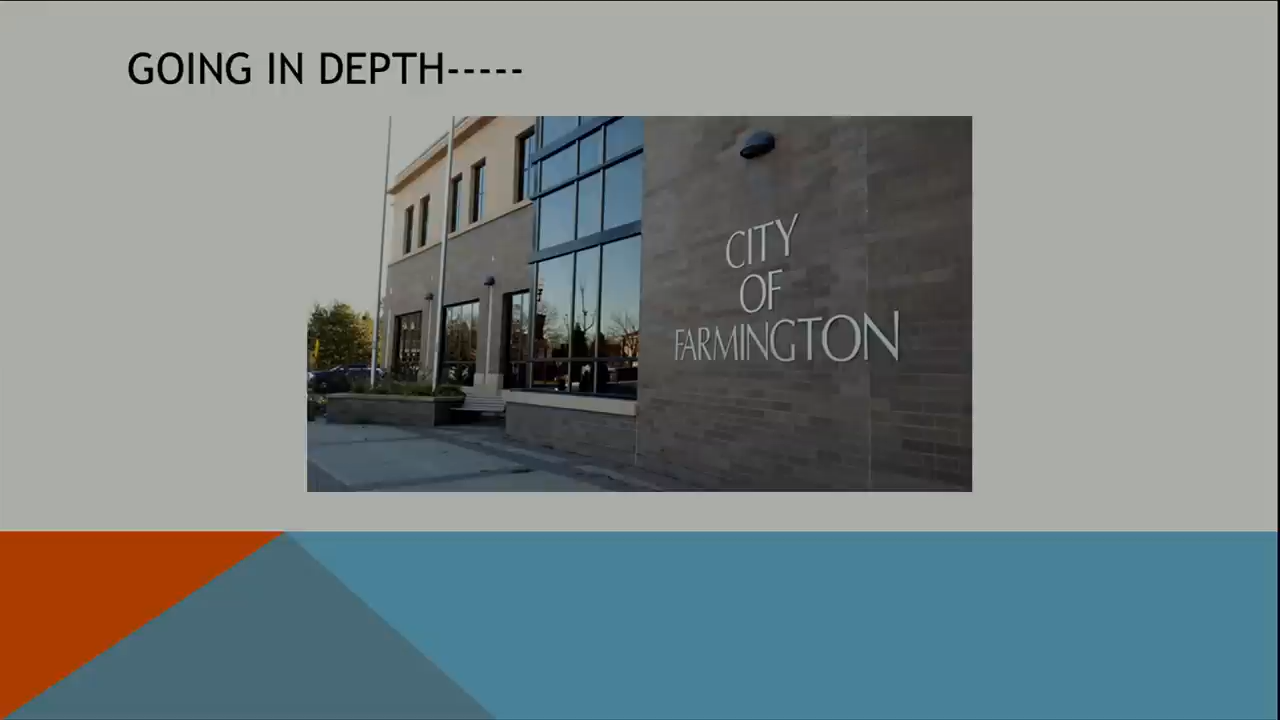 GOING IN DEPTH-----
CITY
OF
FARMINGTON